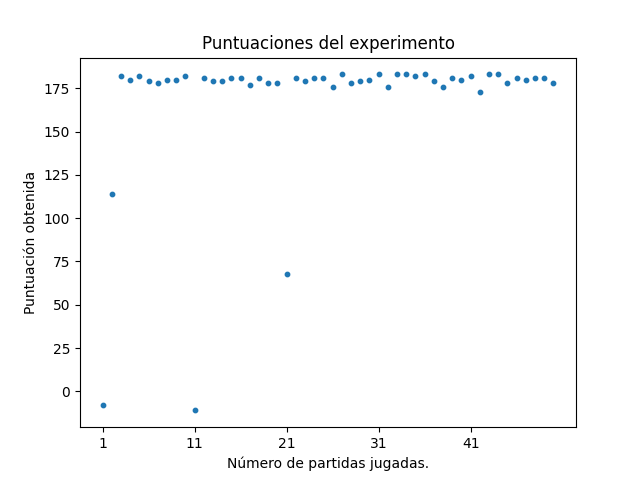 Puntuaciones del experimento
Puntuación obtenida
175
150
125
100
75
50
25
0
1 11 21 31 41
Número de partidas jugadas.